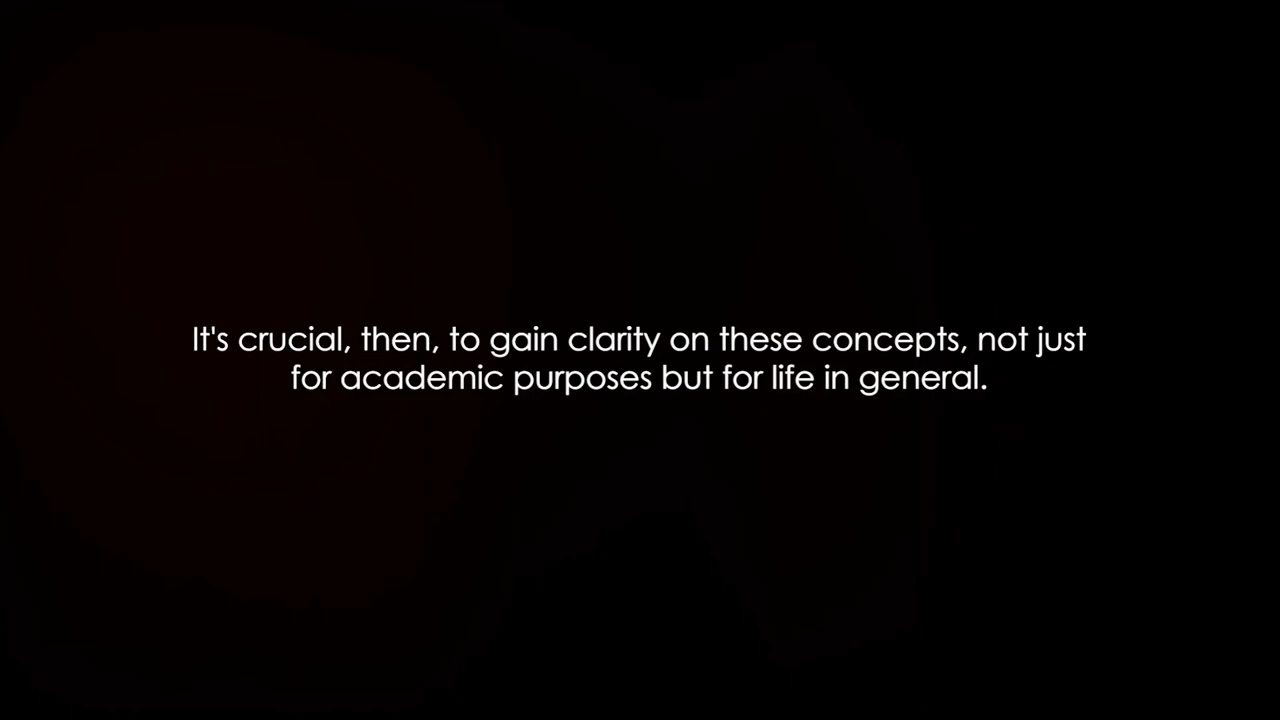 It's crucial, then, to gain clarity on these concepts, not just
for academic purposes but for life in general.